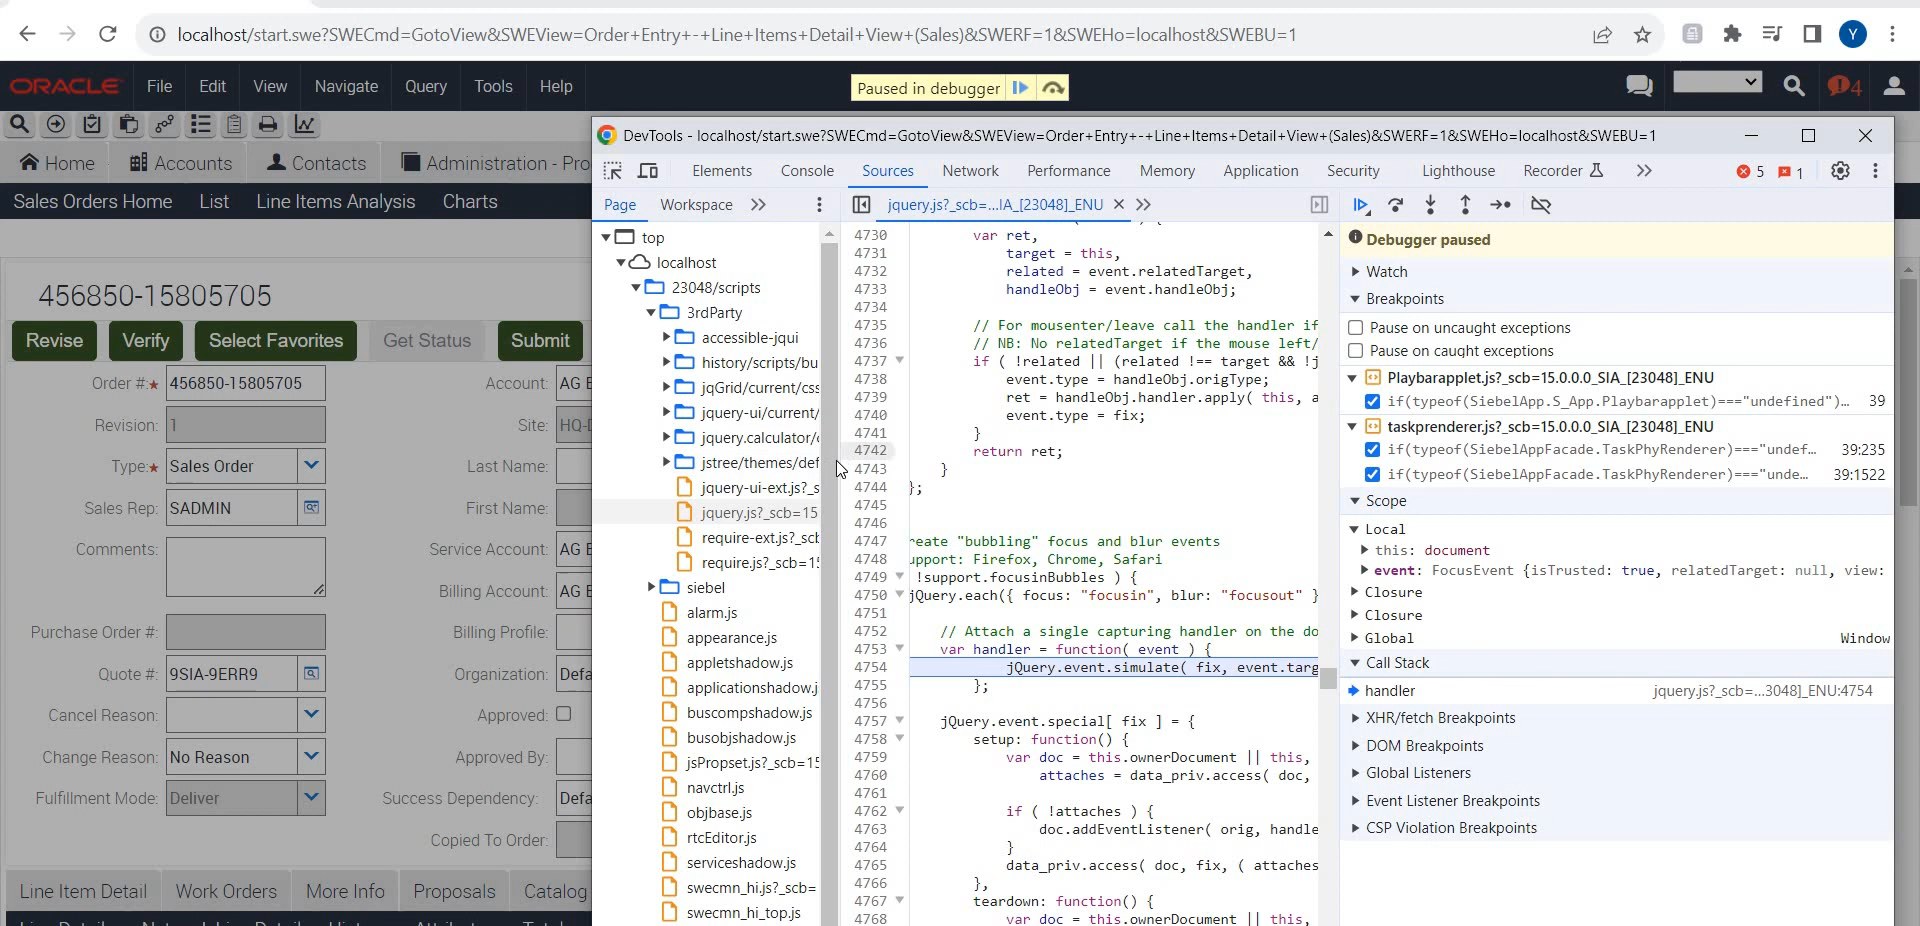 localhost/start.swe?SWECmd=GotoView&SWEView=Order+Entry+-+Line+Items+Detail+View+(Sales)&SWERF=1&SWEHo=localhost&SWEBU=1
Y
ORACLE File Edit View Navigate Query Tools Help
Paused in debugger
4
Home Accounts Contacts Administration - Pro
Sales Orders Home List Line Items Analysis Charts
456850-15805705
Revise Verify Select Favorites Get Status Submit
Order #:★ 456850-15805705 Account: AG
Revision: 1 Site: HQ-
Type:★ Sales Order Last Name:
Sales Rep: SADMIN First Name:
Comments: Service Account: AG
Billing Account: AG
Purchase Order #: Billing Profile:
Quote #: 9SIA-9ERR9 Organization: Defa
Cancel Reason: Approved:
Change Reason: No Reason Approved By:
Fulfillment Mode: Deliver Success Dependency: Defa
Copied To Order:
Line Item Detail Work Orders More Info Proposals Catalog
DevTools - localhost/start.swe?SWECmd=GotoView&SWEView=Order+Entry+-+Line+Items+Detail+View+(Sales)&SWERF=1&SWEHo=localhost&SWEBU=1
Elements Console Sources Network Performance Memory Application Security Lighthouse Recorder 5 1
Page Workspace
top
localhost
23048/scripts
3rdParty
accessible-jqui
history/scripts/bu
jqGrid/current/css
jquery-ui/current/
jquery.calculator/
jstree/themes/def
jquery-ui-ext.js?_s
jquery.js?_scb=15
require-ext.js?_scb
require.js?_scb=15
siebel
alarm.js
appearance.js
appletshadow.js
applicationshadow.j
buscompshadow.js
busobjshadow.js
jsPropset.js?_scb=15
navctrl.js
objbase.js
rtcEditor.js
serviceshadow.js
swecmn_hi.js?_scb=
swecmn_hi_top.js
jquery.js?_scb=...IA_[23048]_ENU
4730 var ret,
4731 target = this,
4732 related = event.relatedTarget,
4733 handleObj = event.handleObj;
4734
4735 // For mousenter/leave call the handler if
4736 // NB: No relatedTarget if the mouse left/
4737 if ( !related || (related !== target && !j
4738 event.type = handleObj.origType;
4739 ret = handleObj.handler.apply( this, a
4740 event.type = fix;
4741 }
4742 return ret;
4743 }
4744 };
4745
4746
4747 reate "bubbling" focus and blur events
4748 upport: Firefox, Chrome, Safari
4749 !support.focusinBubbles ) {
4750 jQuery.each({ focus: "focusin", blur: "focusout" }
4751
4752 // Attach a single capturing handler on the do
4753 var handler = function( event ) {
4754 jQuery.event.simulate( fix, event.targ
4755 };
4756
4757 jQuery.event.special[ fix ] = {
4758 setup: function() {
4759 var doc = this.ownerDocument || this,
4760 attaches = data_priv.access( doc,
4761
4762 if ( !attaches ) {
4763 doc.addEventListener( orig, handle
4764 }
4765 data_priv.access( doc, fix, ( attaches
4766 },
4767 teardown: function() {
4768 var doc = this.ownerDocument || this,
Debugger paused
Watch
Breakpoints
Pause on uncaught exceptions
Pause on caught exceptions
Playbarapplet.js?_scb=15.0.0.0_SIA_[23048]_ENU
if(typeof(SiebelApp.S_App.Playbarapplet)==="undefined")... 39
taskprenderer.js?_scb=15.0.0.0_SIA_[23048]_ENU
if(typeof(SiebelAppFacade.TaskPhyRenderer)==="undef... 39:235
if(typeof(SiebelAppFacade.TaskPhyRenderer)==="unde... 39:1522
Scope
Local
this: document
event: FocusEvent {isTrusted: true, relatedTarget: null, view:
Closure
Closure
Global Window
Call Stack
handler jquery.js?_scb=...3048]_ENU:4754
XHR/fetch Breakpoints
DOM Breakpoints
Global Listeners
Event Listener Breakpoints
CSP Violation Breakpoints